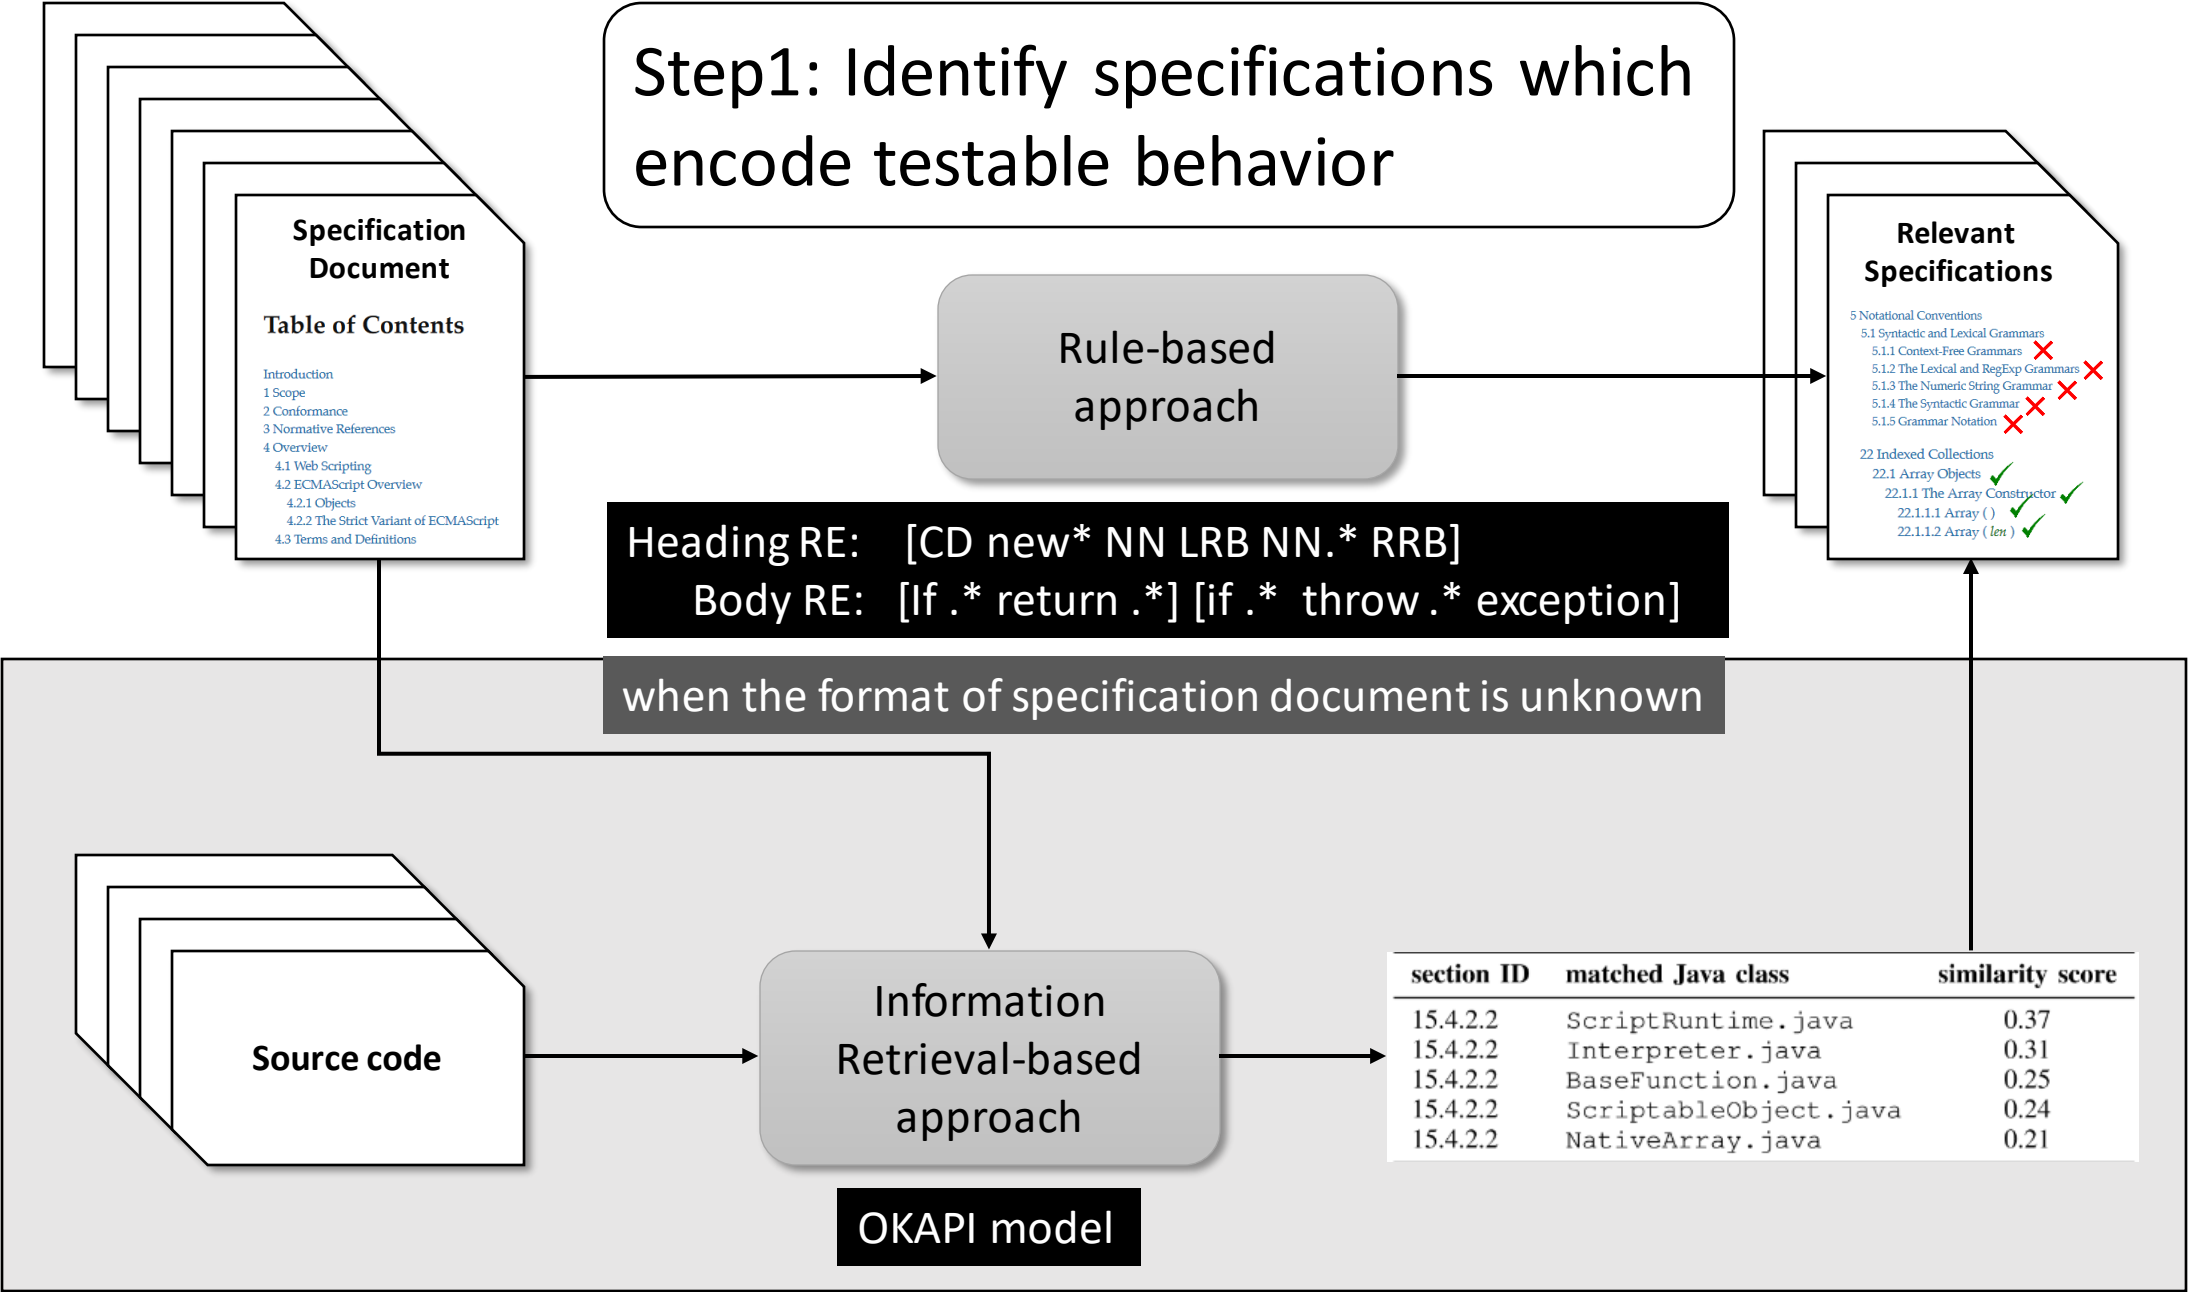 Step1: Identify specifications which
encode testable behavior
Specification
Document
Table of Contents
Introduction
1 Scope
2 Conformance
3 Normative References
4 Overview
4.1 Web Scripting
4.2 ECMAScript Overview
4.2.1 Objects
4.2.2 The Strict Variant of ECMAScript
4.3 Terms and Definitions
Rule-based
approach
Relevant
Specifications
5 Notational Conventions
5.1 Syntactic and Lexical Grammars
5.1.1 Context-Free Grammars
5.1.2 The Lexical and RegExp Grammars
5.1.3 The Numeric String Grammar
5.1.4 The Syntactic Grammar
5.1.5 Grammar Notation
22 Indexed Collections
22.1 Array Objects
22.1.1 The Array Constructor
22.1.1.1 Array ( )
22.1.1.2 Array ( len )
Heading RE: [CD new* NN LRB NN.* RRB]
Body RE: [If .* return .*] [if .* throw .* exception]
when the format of specification document is unknown
Source code
Information
Retrieval-based
approach
OKAPI model
section ID matched Java class similarity score
15.4.2.2 ScriptRuntime.java 0.37
15.4.2.2 Interpreter.java 0.31
15.4.2.2 BaseFunction.java 0.25
15.4.2.2 ScriptableObject.java 0.24
15.4.2.2 NativeArray.java 0.21